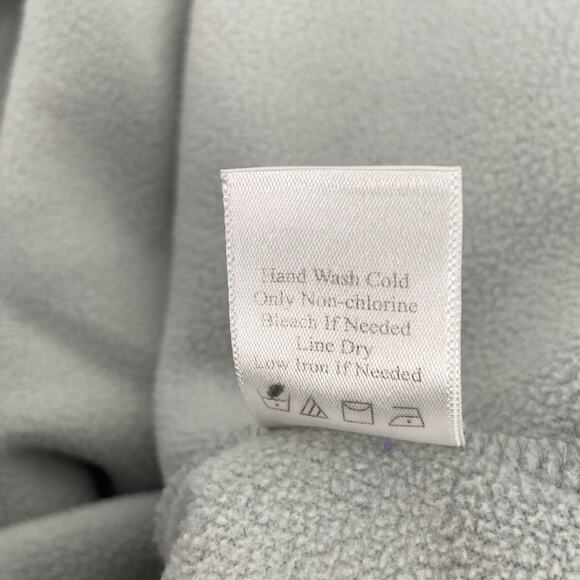 Hand Wash Cold
Only Non-chlorine
Bleach If Needed
Line Dry
Low Iron If Needed